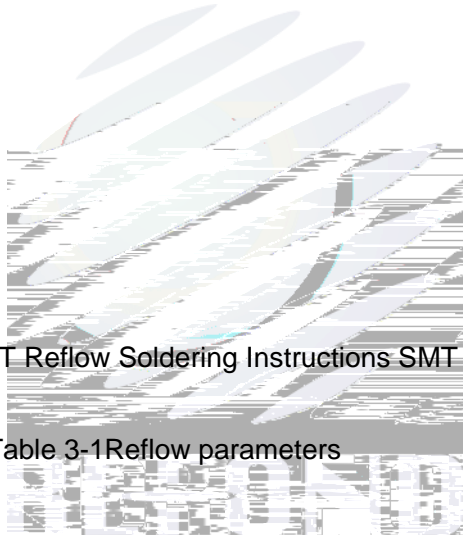 T Reflow Soldering Instructions SMT
Table 3-1Reflow parameters